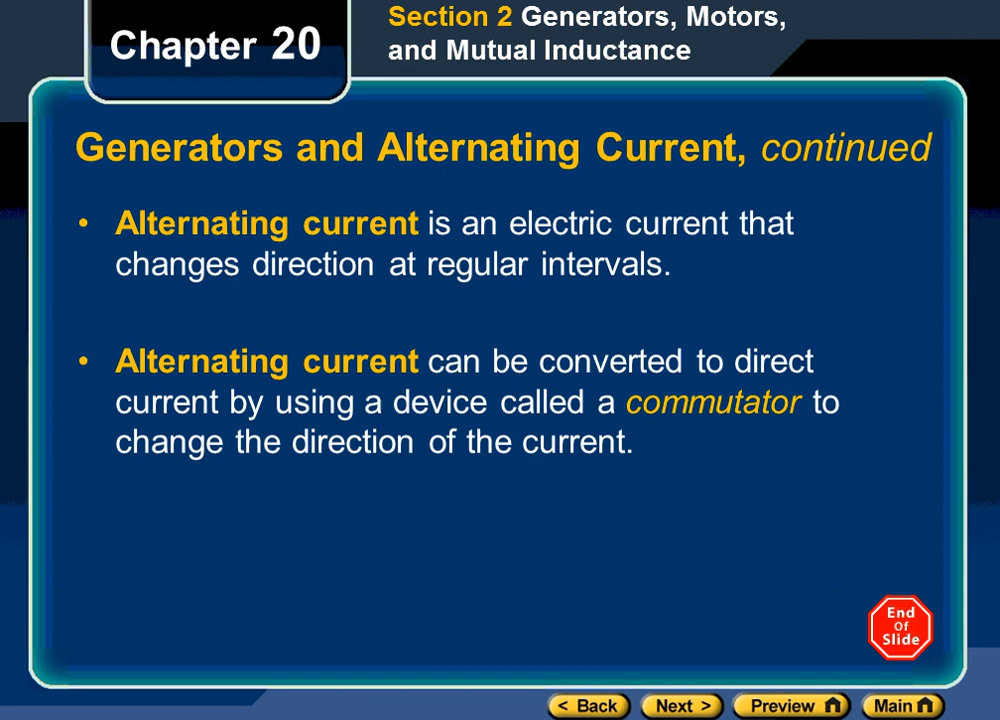 Chapter 20
Section 2 Generators, Motors,
and Mutual Inductance
Generators and Alternating Current, continued
• Alternating current is an electric current that
changes direction at regular intervals.
• Alternating current can be converted to direct
current by using a device called a commutator to
change the direction of the current.
End
Of
Slide
< Back
Next >
Preview
Main